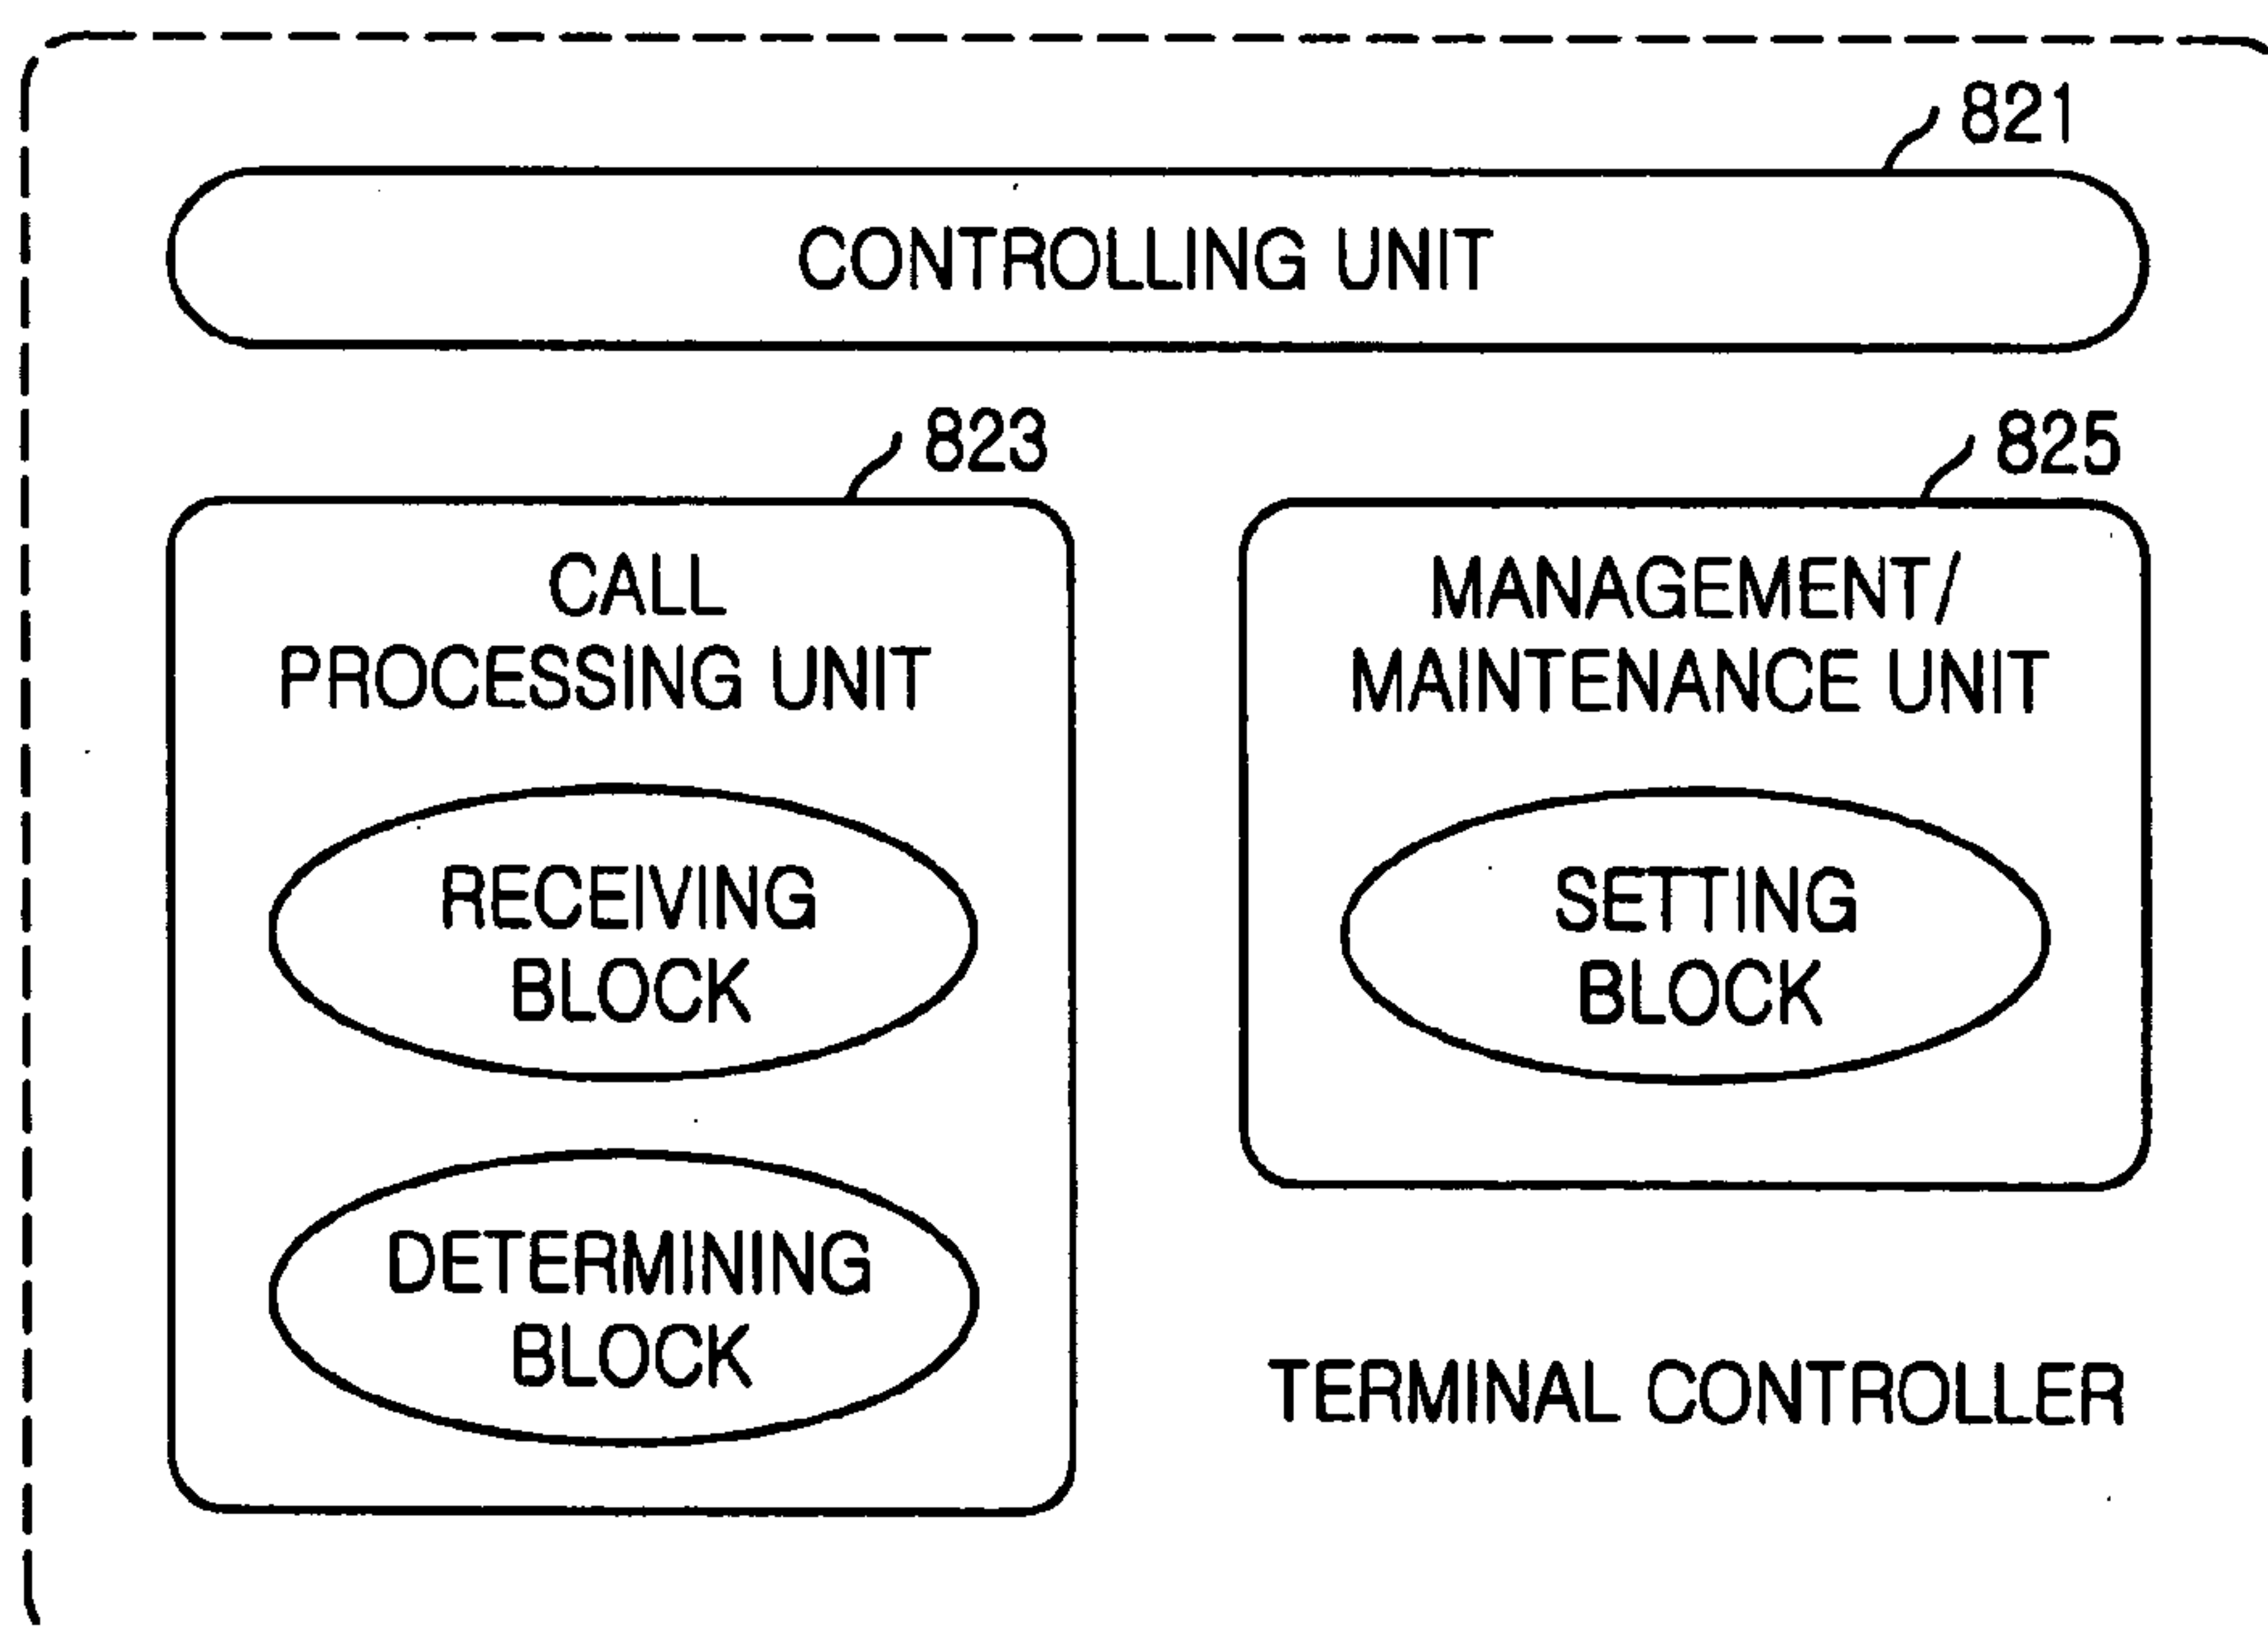 821
CONTROLLING UNIT
823
CALL
PROCESSING UNIT
RECEIVING
BLOCK
DETERMINING
BLOCK
825
MANAGEMENT/
MAINTENANCE UNIT
SETTING
BLOCK
TERMINAL CONTROLLER